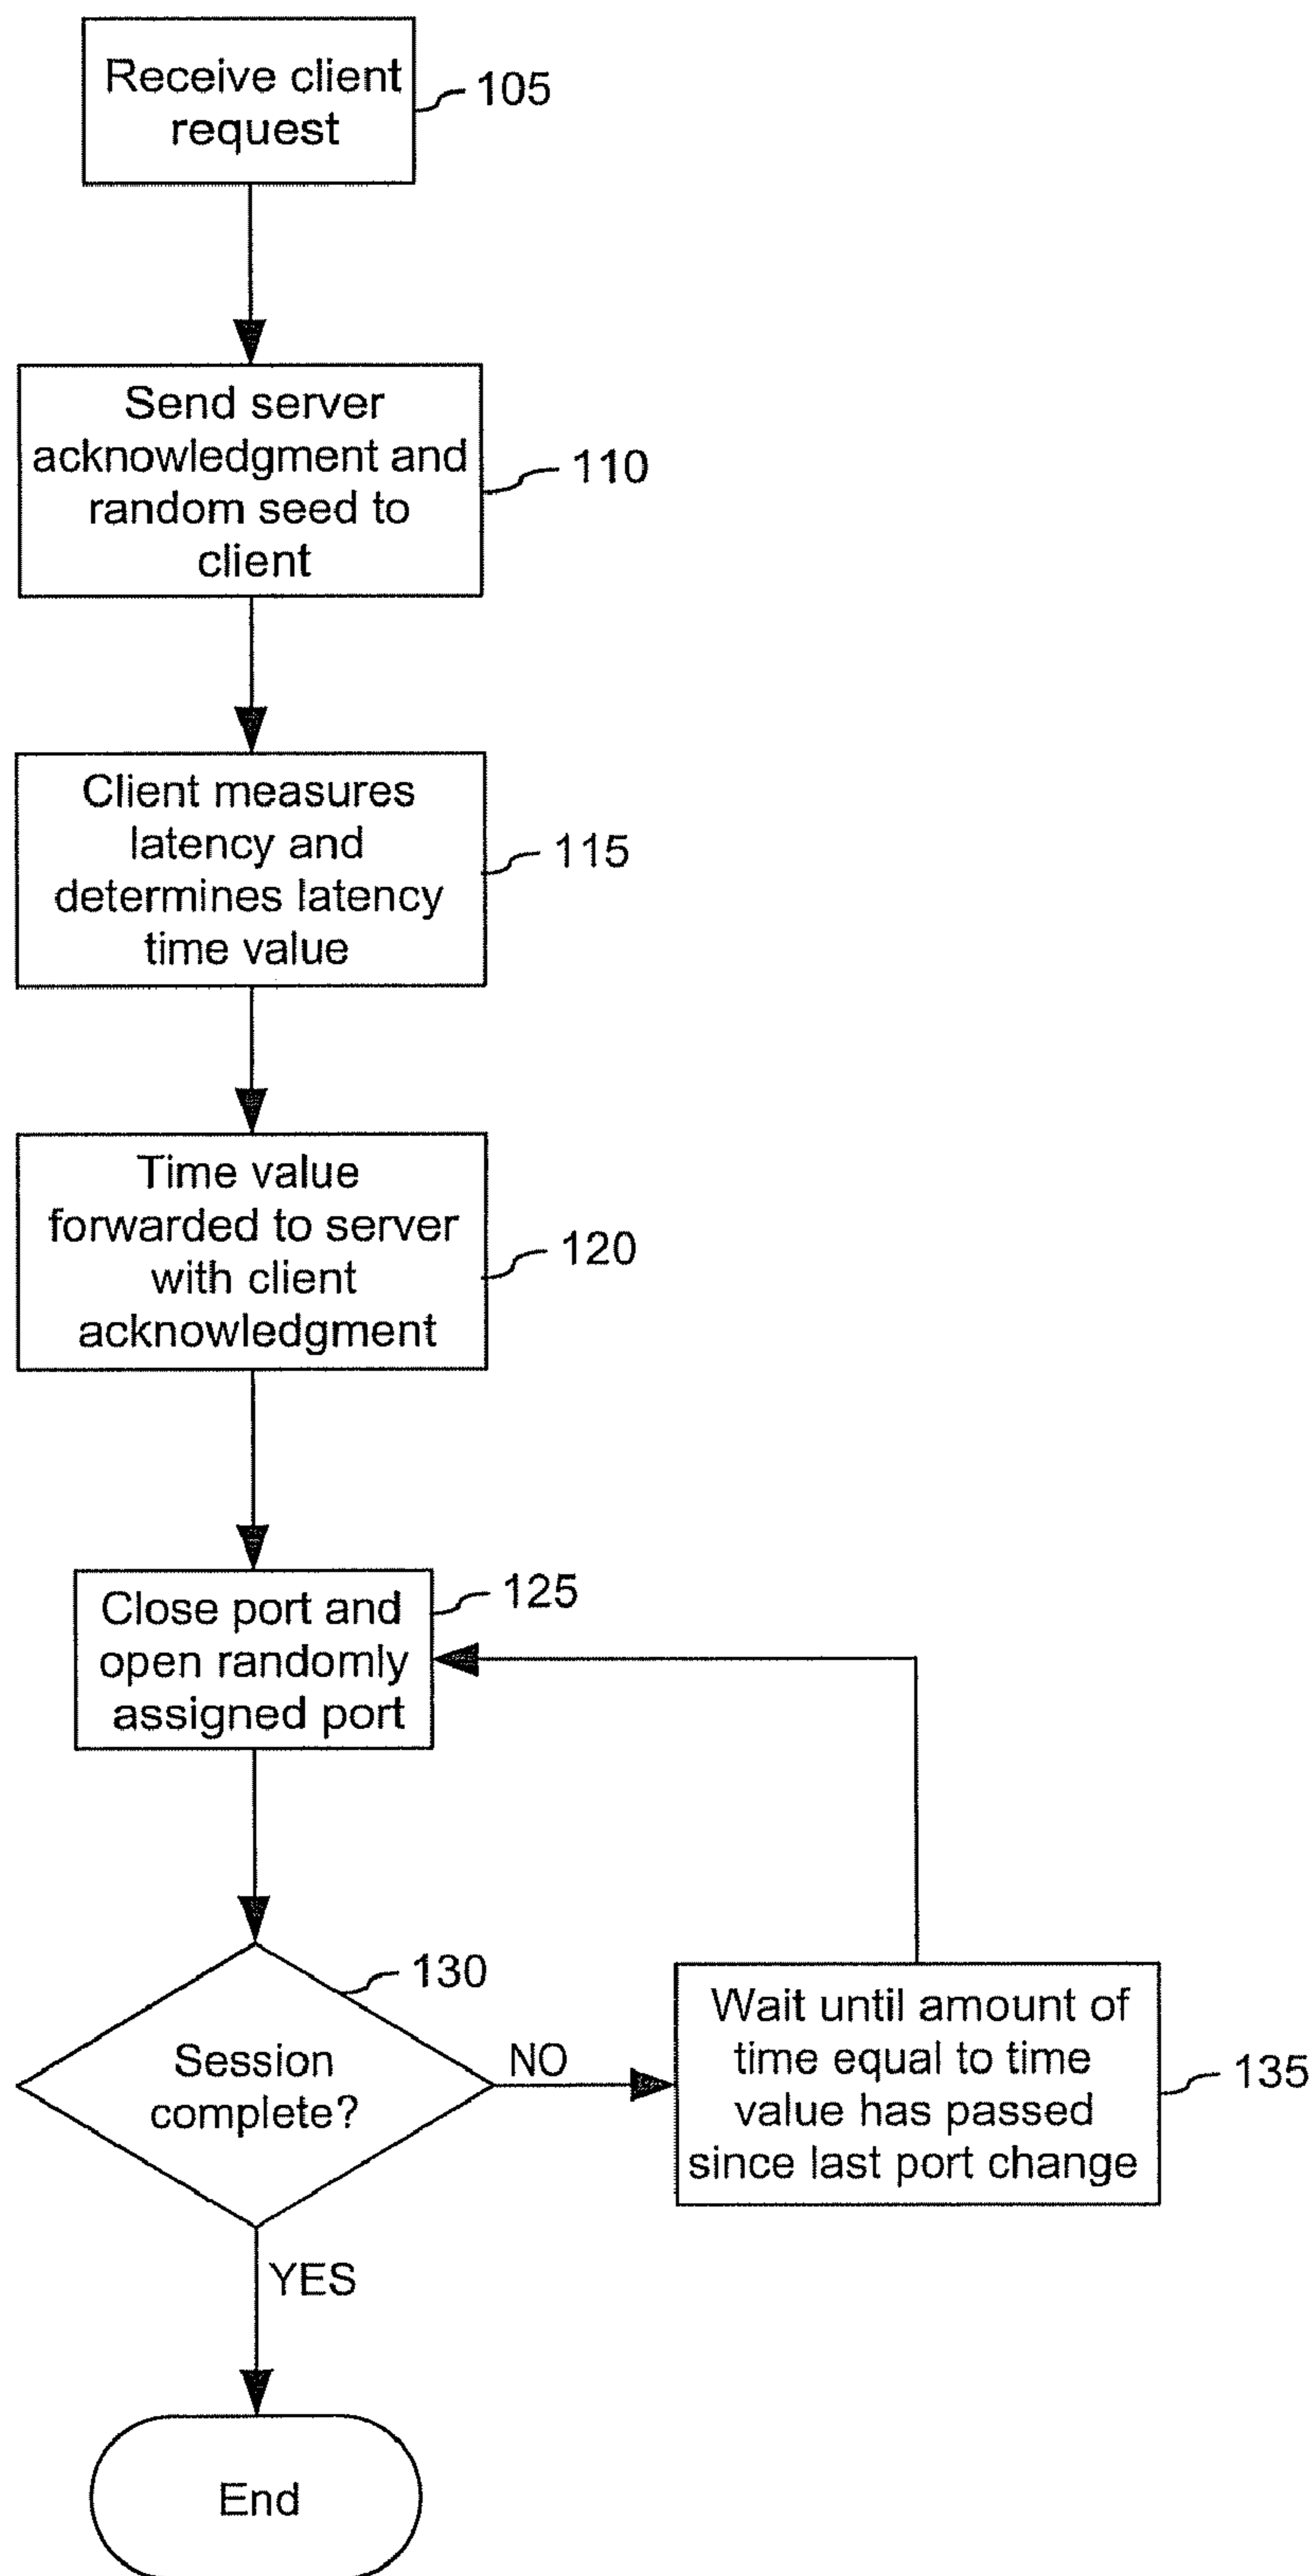 Receive client
request
105
Send server
acknowledgment and
random seed to
client
110
Client measures
latency and
determines latency
time value
115
Time value
forwarded to server
with client
acknowledgment
120
Close port and
open randomly
assigned port
125
Session
complete?
130
NO
Wait until amount of
time equal to time
value has passed
since last port change
135
YES
End